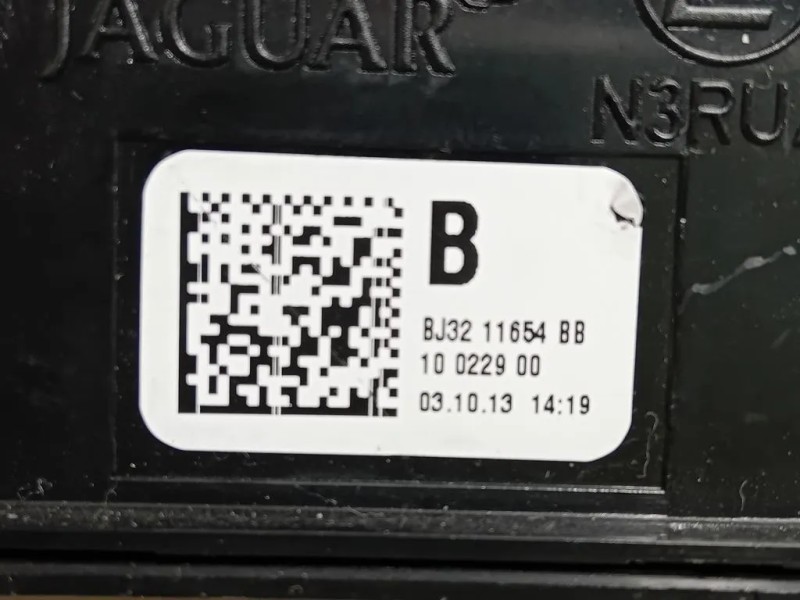 JAGUAR
N3RU
B
BJ32 11654 BB
10 0229 00
03.10.13 14:19